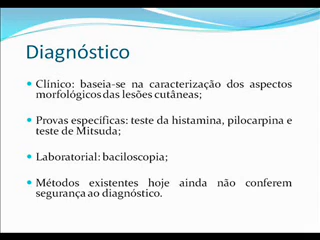 Diagnóstico
Clínico: baseia-se na caracterização dos aspectos
morfológicos das lesões cutâneas;
Provas específicas: teste da histamina, pilocarpina e
teste de Mitsuda;
Laboratorial: baciloscopia;
Métodos existentes hoje ainda não conferem
segurança ao diagnóstico.